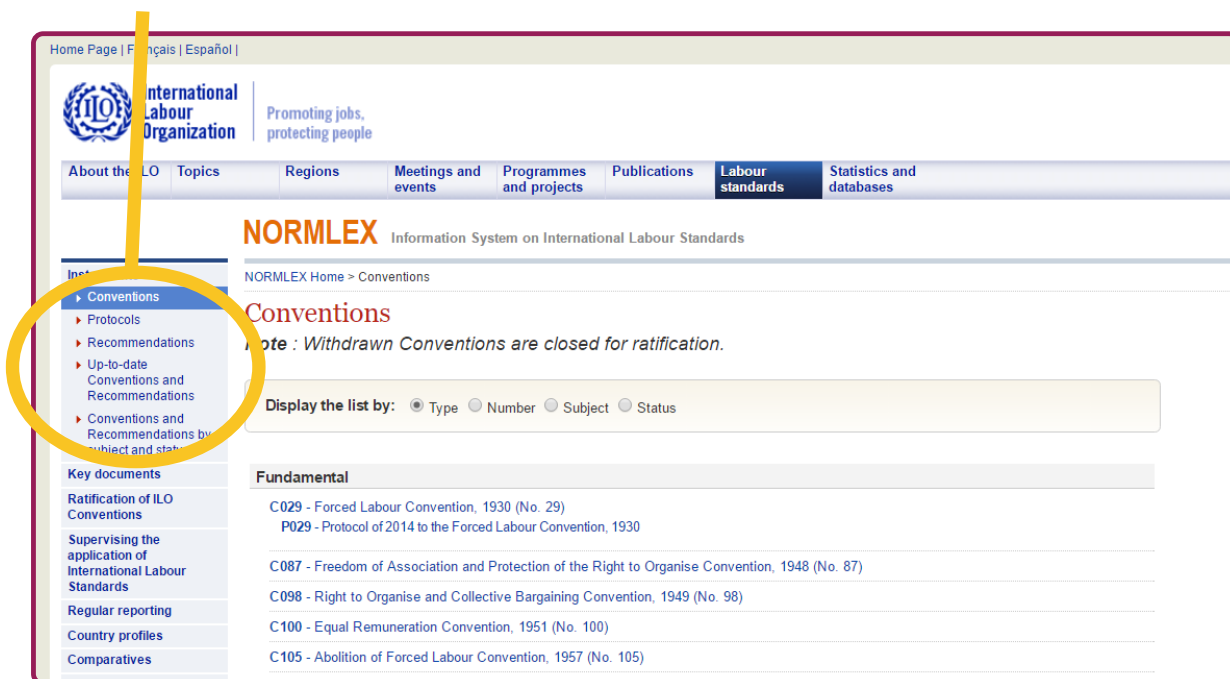 Home Page | Français | Español |
ILO
International
Labour
Organization
Promoting jobs,
protecting people
About the ILO Topics Regions Meetings and events Programmes and projects Publications Labour standards Statistics and databases
NORMLEX Information System on International Labour Standards
NORMLEX Home > Conventions
Conventions
Protocols
Recommendations
Up-to-date
Conventions and
Recommendations
Conventions and
Recommendations by
subject and status
Key documents
Ratification of ILO
Conventions
Supervising the
application of
International Labour
Standards
Regular reporting
Country profiles
Comparatives
Conventions
Note : Withdrawn Conventions are closed for ratification.
Display the list by: Type Number Subject Status
Fundamental
C029 - Forced Labour Convention, 1930 (No. 29)
P029 - Protocol of 2014 to the Forced Labour Convention, 1930
C087 - Freedom of Association and Protection of the Right to Organise Convention, 1948 (No. 87)
C098 - Right to Organise and Collective Bargaining Convention, 1949 (No. 98)
C100 - Equal Remuneration Convention, 1951 (No. 100)
C105 - Abolition of Forced Labour Convention, 1957 (No. 105)